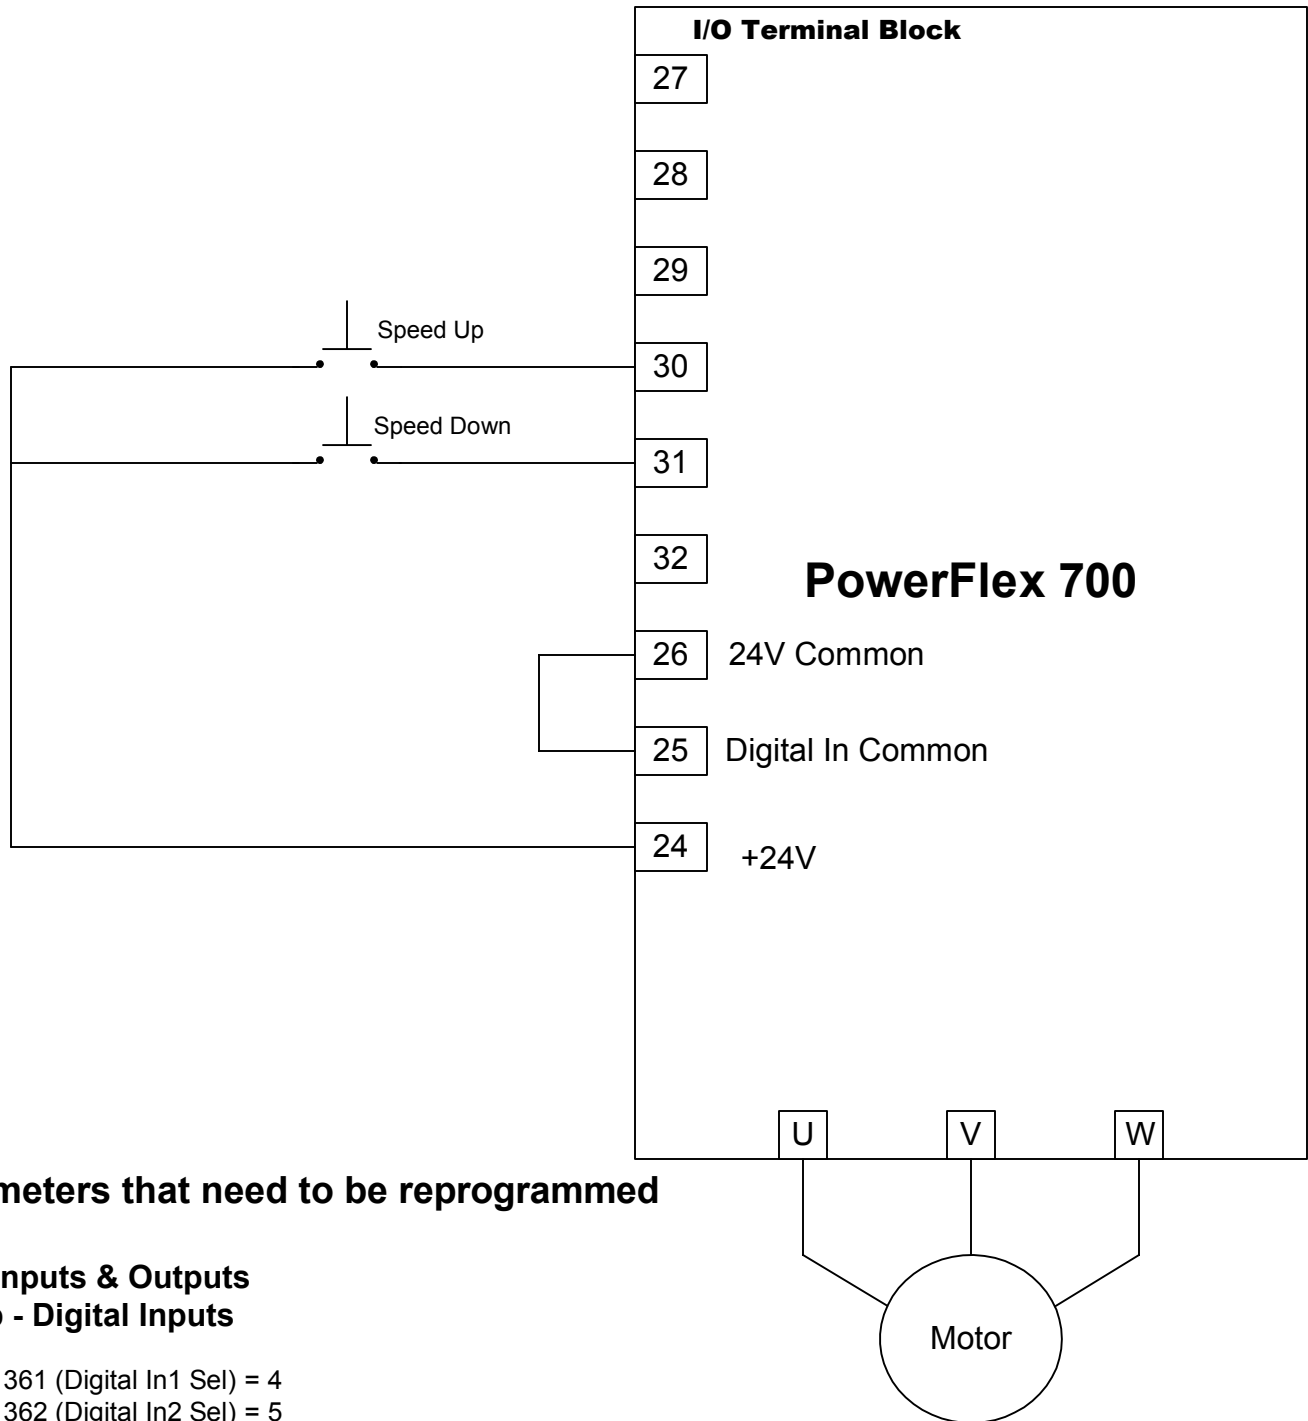 I/O Terminal Block
27
28
29
Speed Up
30
Speed Down
31
32
PowerFlex 700
26 24V Common
25 Digital In Common
24 +24V
U V W
meters that need to be reprogrammed
nputs & Outputs
- Digital Inputs
Motor
361 (Digital In1 Sel) = 4
362 (Digital In2 Sel) = 5